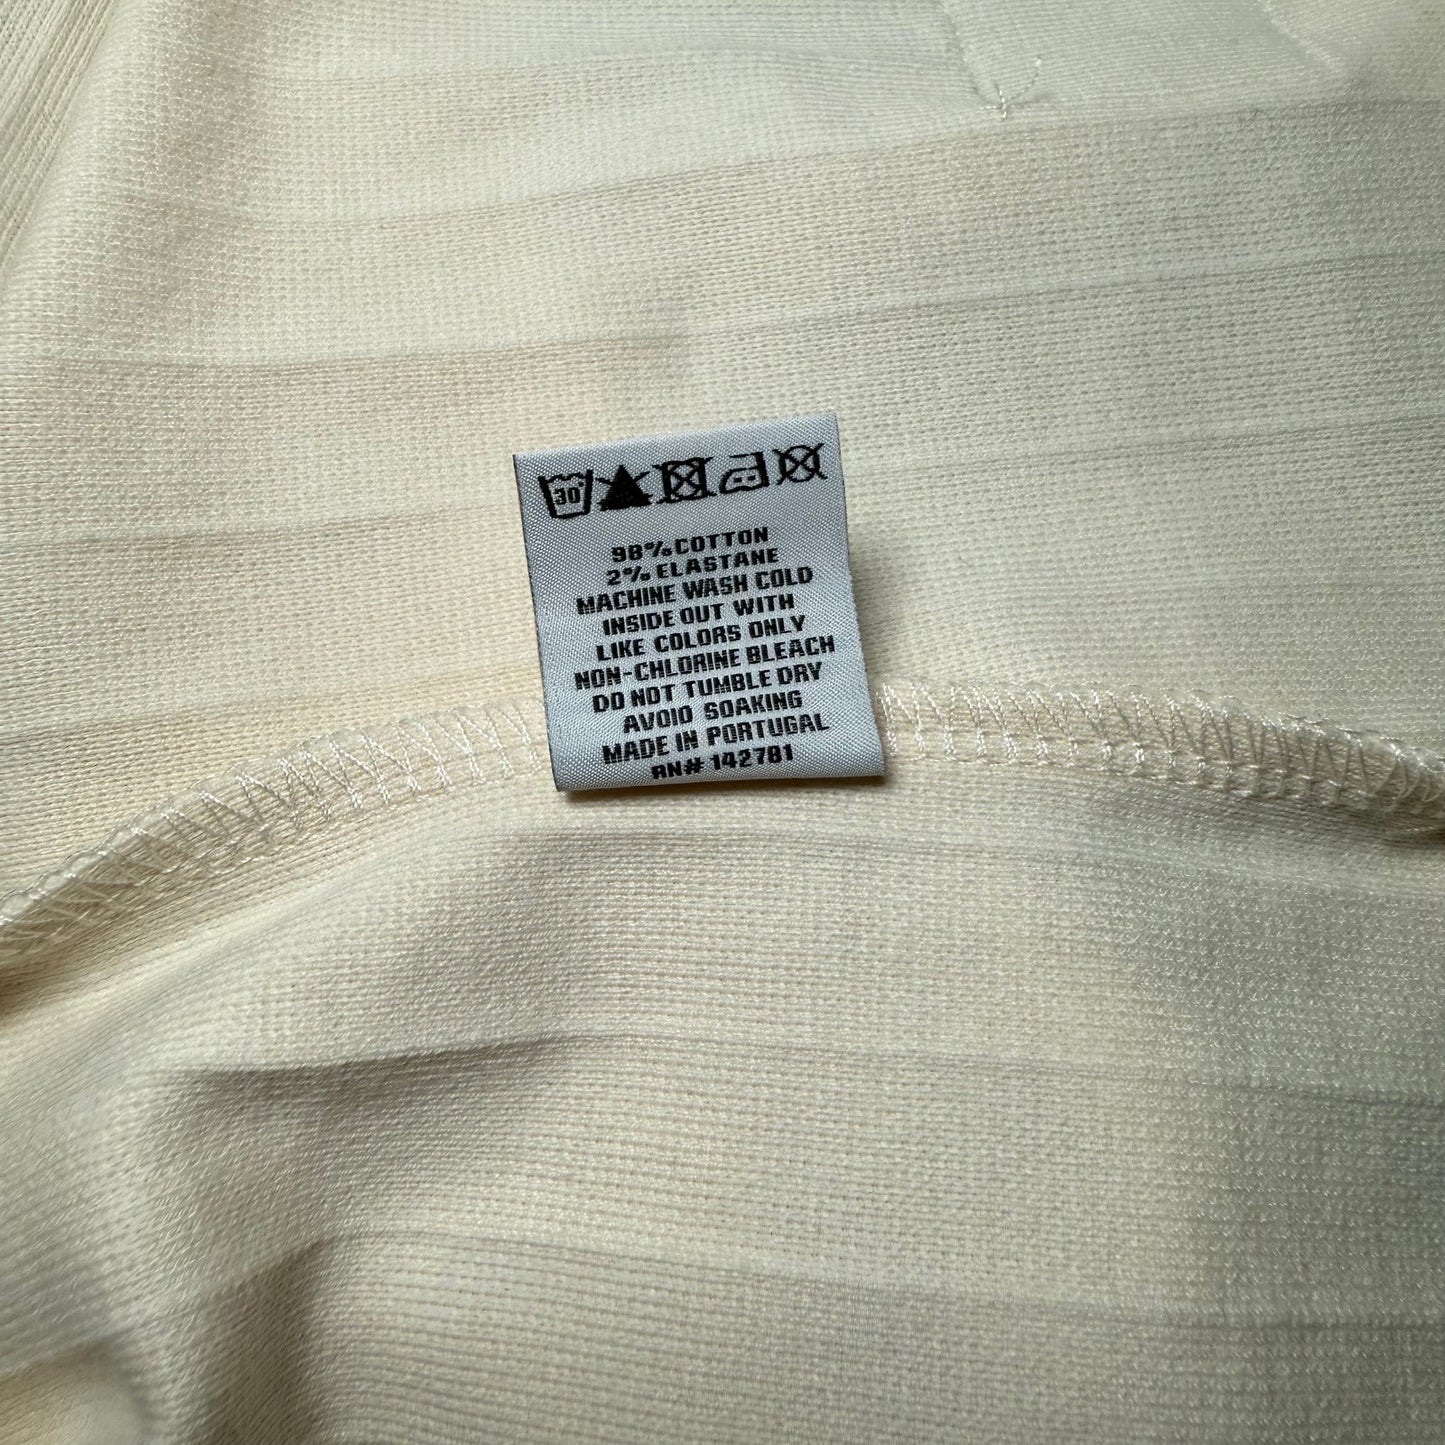 30°
98% COTTON
2% ELASTANE
MACHINE WASH COLD
INSIDE OUT WITH
LIKE COLORS ONLY
NON-CHLORINE BLEACH
DO NOT TUMBLE DRY
AVOID SOAKING
MADE IN PORTUGAL
RN# 142781